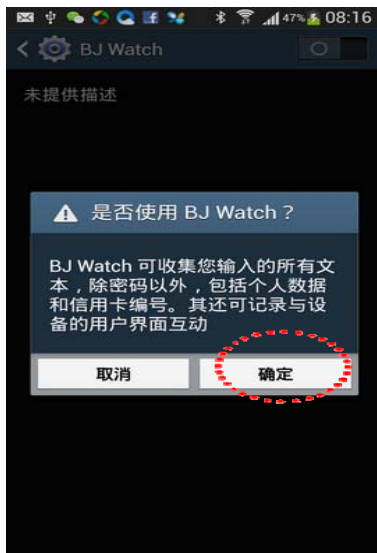 47% 08:16
BJ Watch
未提供描述
是否使用 BJ Watch？
BJ Watch 可收集您输入的所有文
本，除密码以外，包括个人数据
和信用卡编号。其还可记录与设
备的用户界面互动
取消 确定